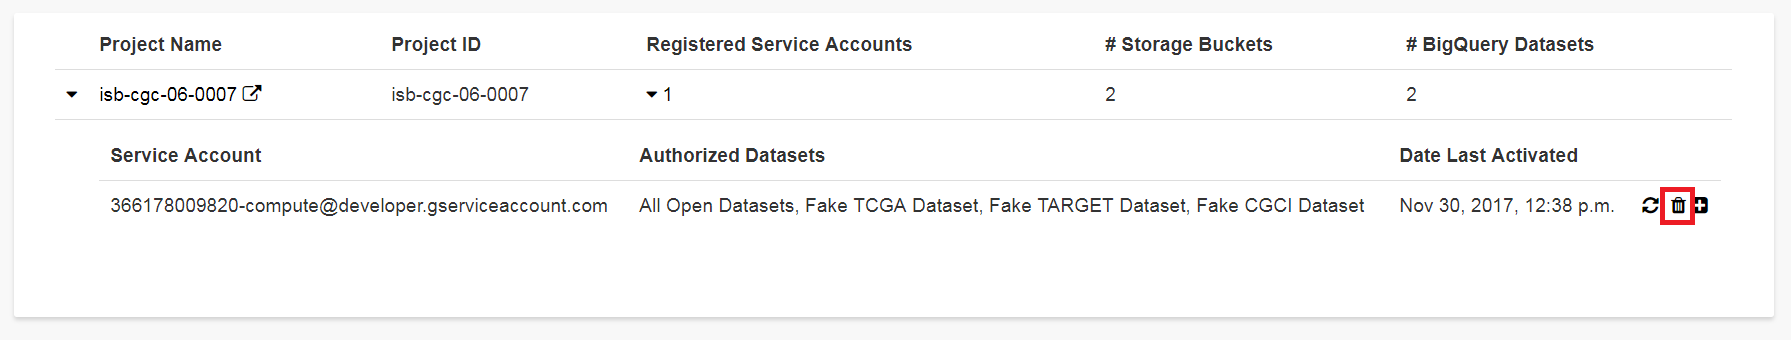 Project Name Project ID Registered Service Accounts # Storage Buckets # BigQuery Datasets
isb-cgc-06-0007 isb-cgc-06-0007 1 2 2
Service Account Authorized Datasets Date Last Activated
366178009820-compute@developer.gserviceaccount.com All Open Datasets, Fake TCGA Dataset, Fake TARGET Dataset, Fake CGCI Dataset Nov 30, 2017, 12:38 p.m.